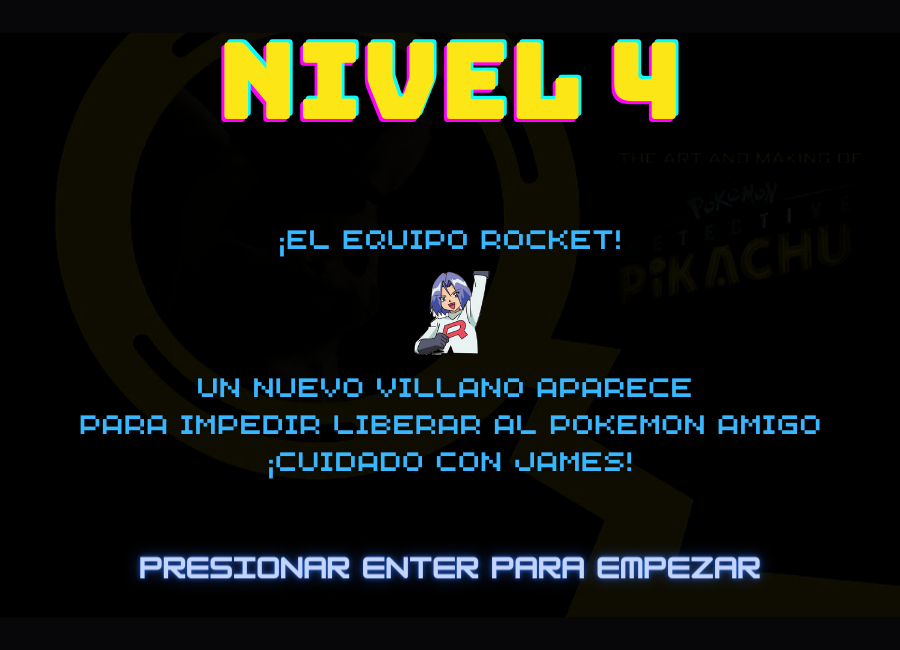 NIVEL 4
THE ART AND MAKING OF
POKÉMON
DETECTIVE
PIKACHU
¡EL EQUIPO ROCKET!
R
UN NUEVO VILLANO APARECE
PARA IMPEDIR LIBERAR AL POKEMON AMIGO
¡CUIDADO CON JAMES!
PRESIONAR ENTER PARA EMPEZAR